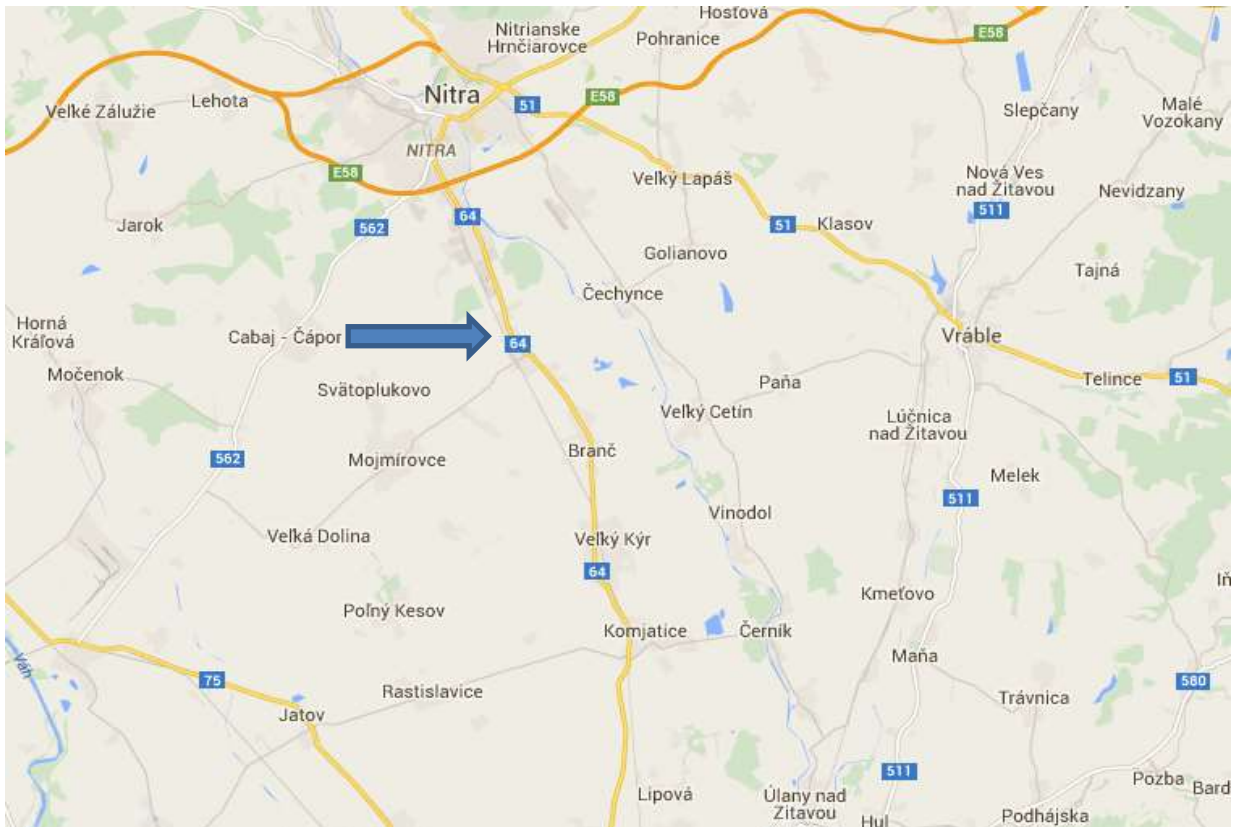 Hosťová
Nitrianske
Hrnčiarovce
Pohranice
E58
Nitra
Lehota
Veľké Zálužie
51
E58
Slepčany
Malé
Vozokany
NITRA
E58
Veľký Lapáš
Nová Ves
nad Žitavou
Nevidzany
511
64
562
Jarok
51
Klasov
Golianovo
Tajná
Čechynce
Horná
Kráľová
Cabaj - Čápor
64
Vráble
Močenok
Svätoplukovo
Paňa
Telince
51
Veľký Cetín
Lúčnica
nad Žitavou
562
Mojmírovce
Branč
Melek
511
Vinodol
Veľká Dolina
Veľký Kýr
64
Kmeťovo
Poľný Kesov
Komjatice
Černík
Maňa
Váh
75
Rastislavice
Trávnica
580
Jatov
511
Pozba
Bard
Lipová
Úlany nad
Žitavou
Hul
Podhájska